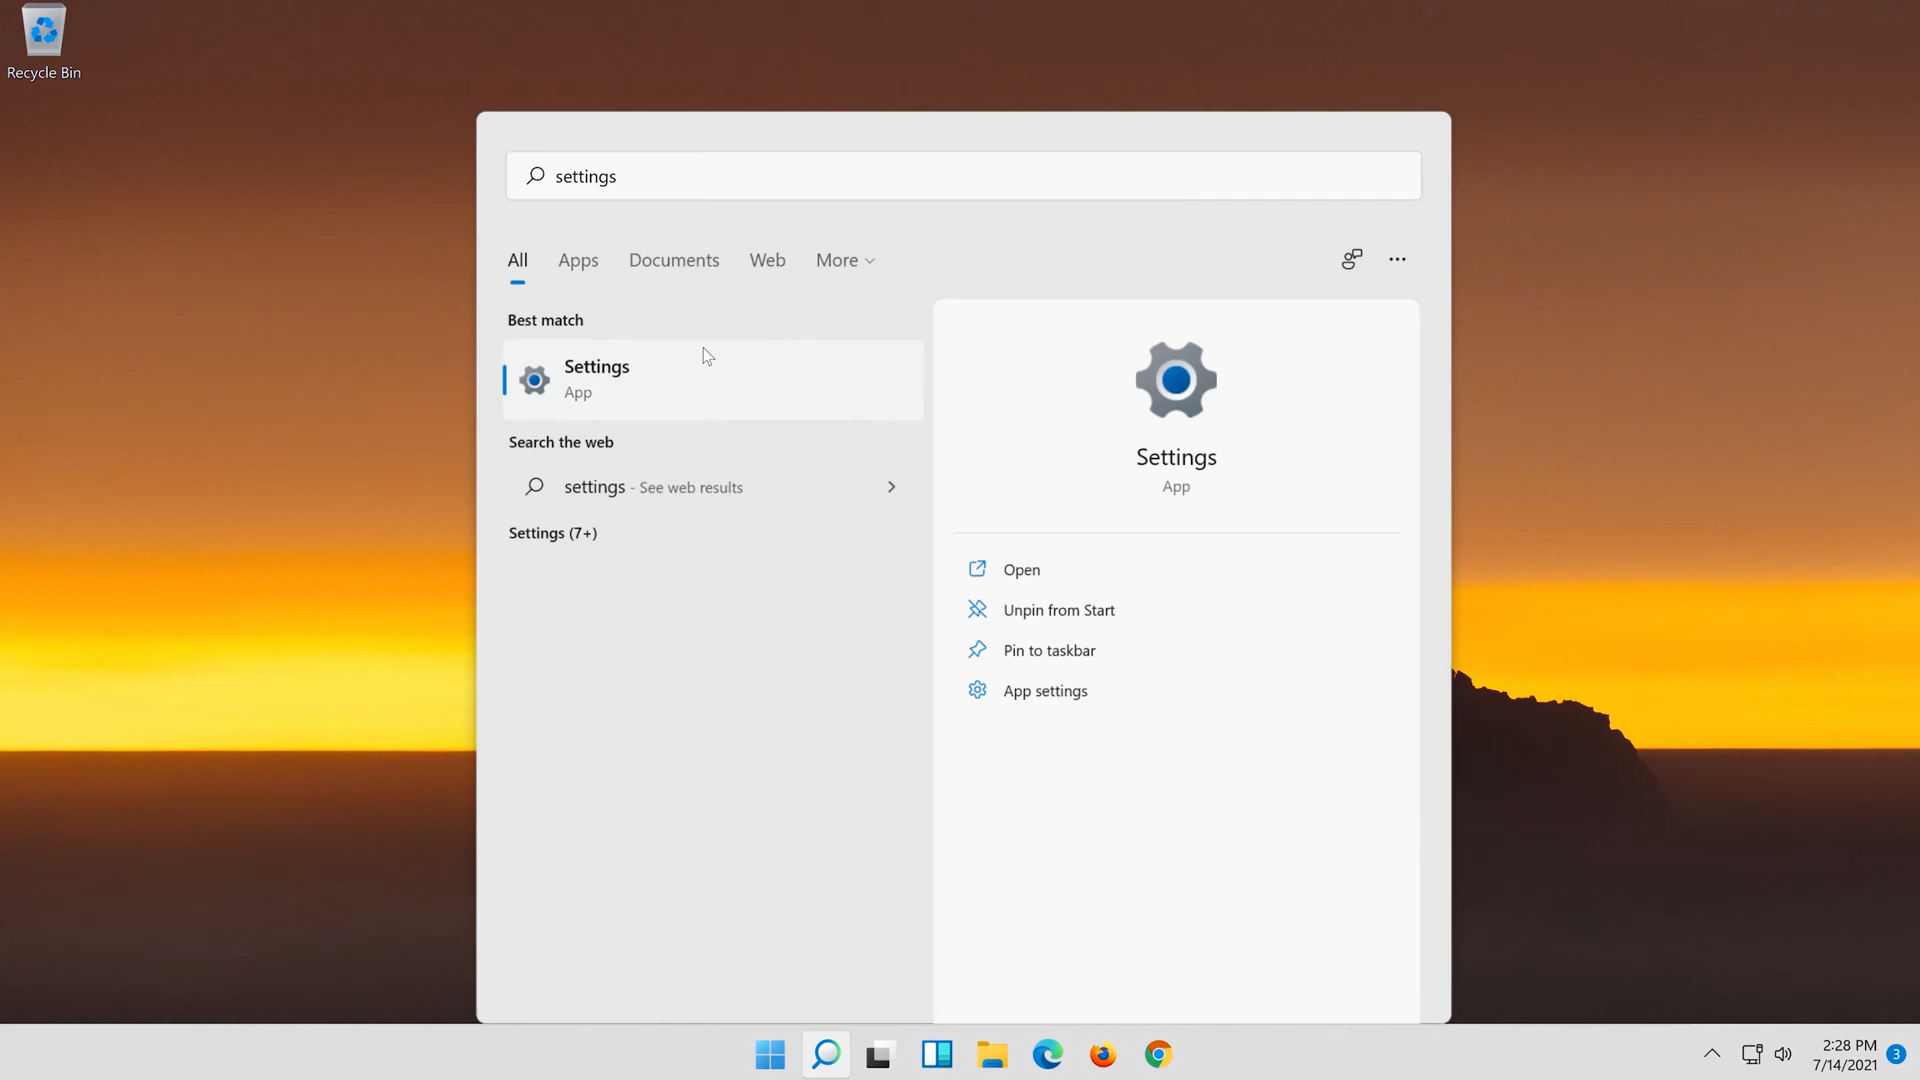 Recycle Bin
settings
All Apps Documents Web More
Best match
Settings
App
Search the web
settings - See web results
Settings (7+)
Settings
App
Open
Unpin from Start
Pin to taskbar
App settings
2:28 PM
7/14/2021
3